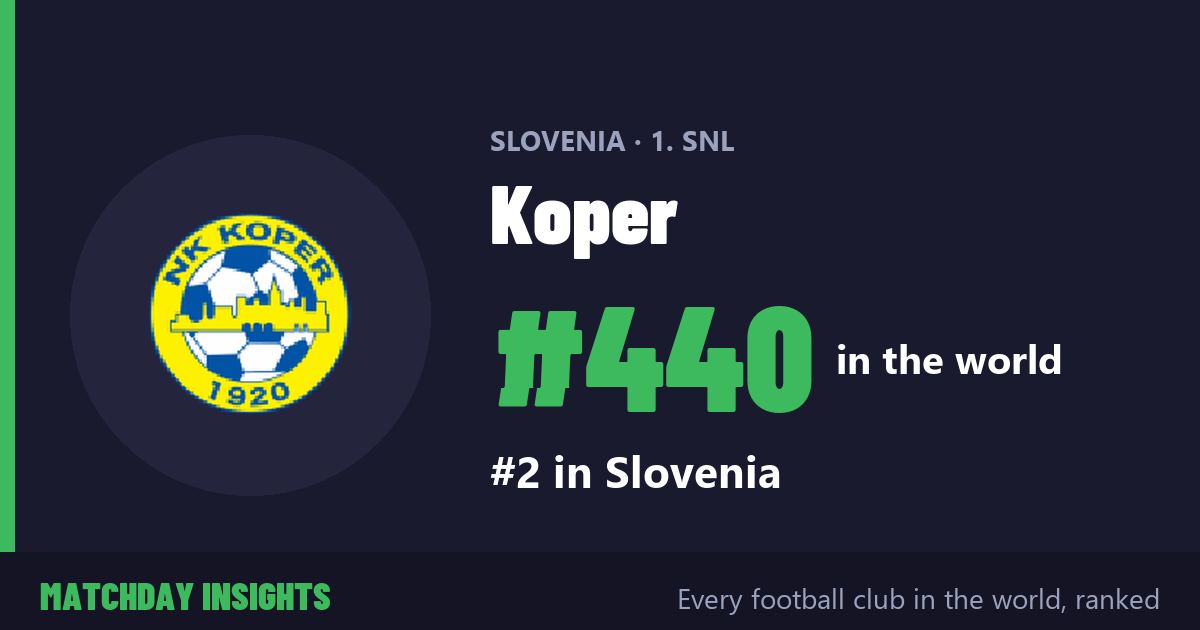 SLOVENIA · 1. SNL
Koper
NK KOPER
1920
#440 in the world
#2 in Slovenia
MATCHDAY INSIGHTS
Every football club in the world, ranked